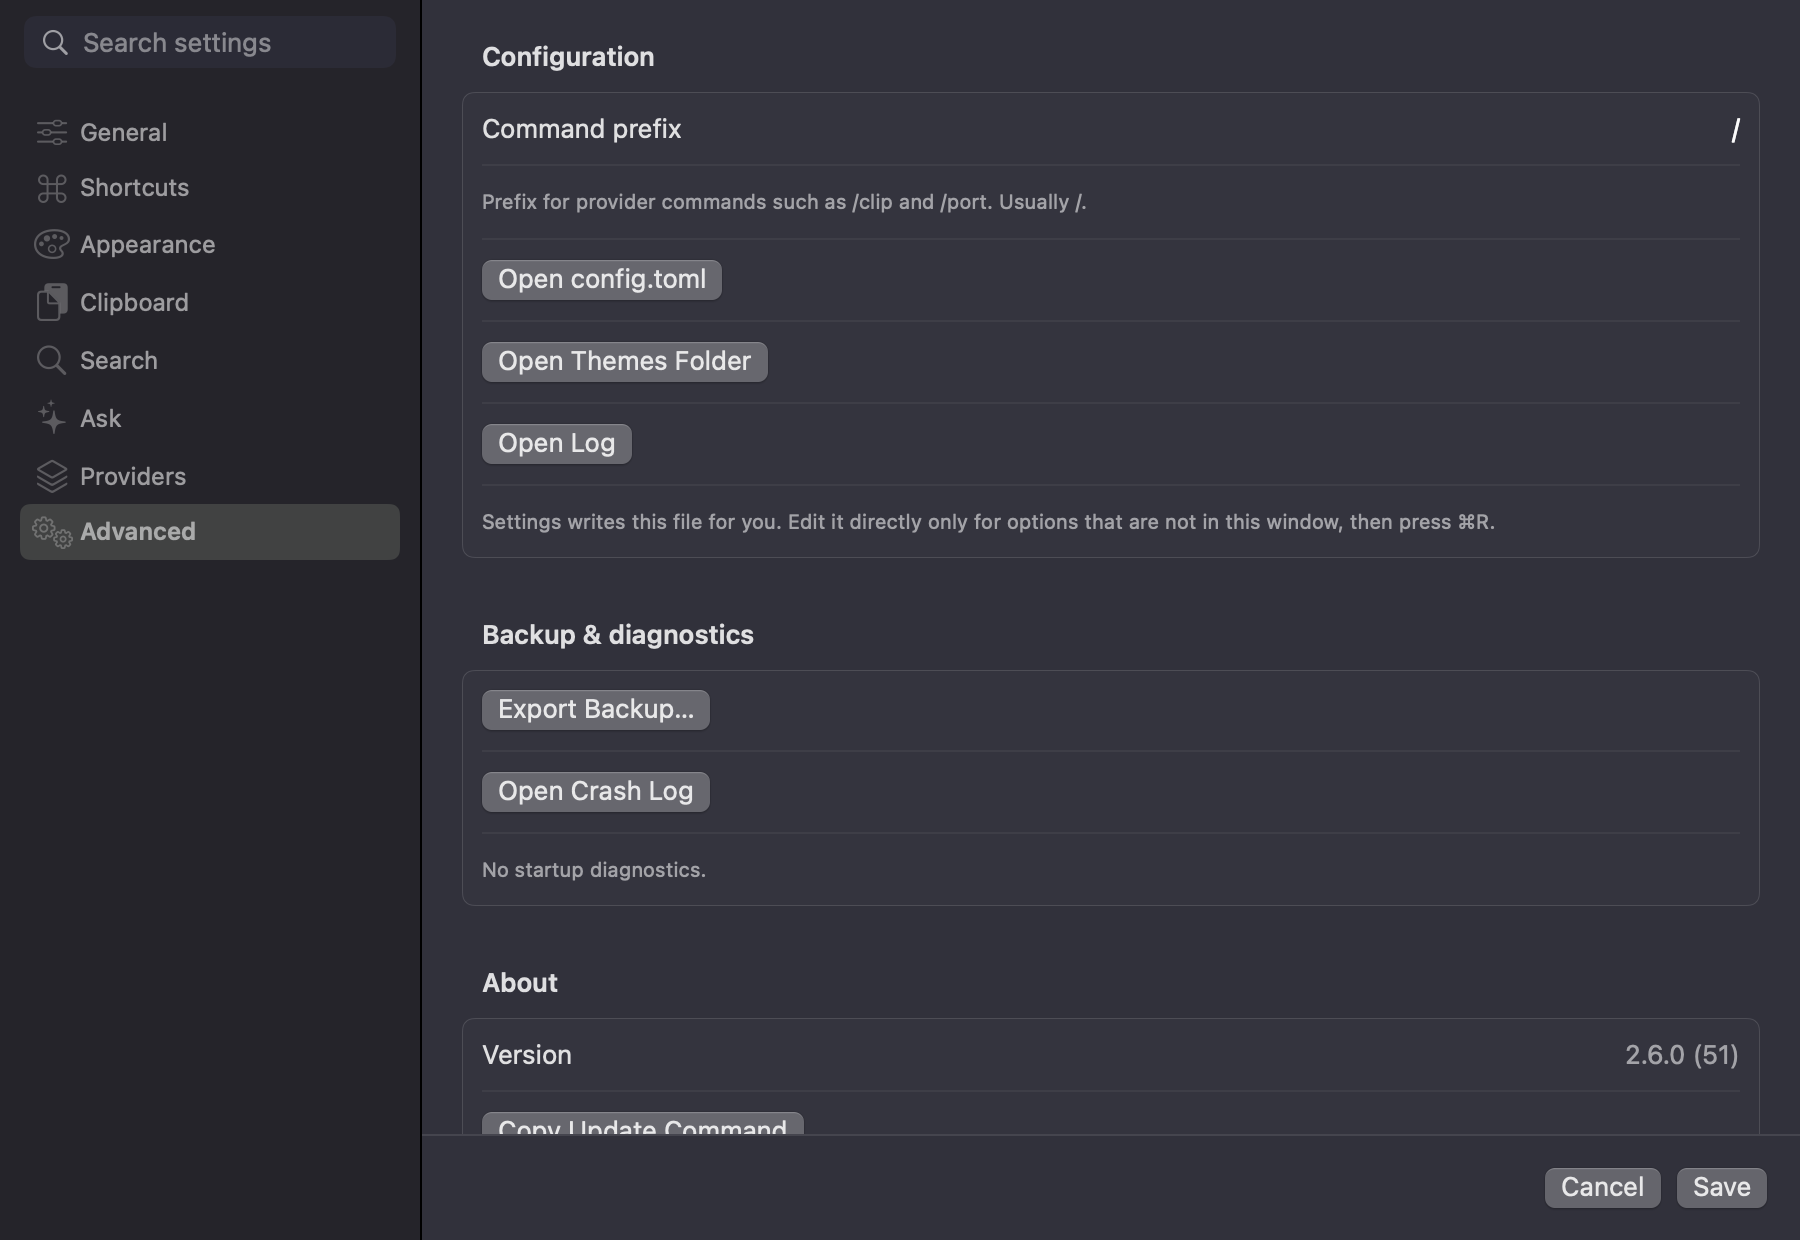 Search settings
General
Shortcuts
Appearance
Clipboard
Search
Ask
Providers
Advanced
Configuration
Command prefix /
Prefix for provider commands such as /clip and /port. Usually /.
Open config.toml
Open Themes Folder
Open Log
Settings writes this file for you. Edit it directly only for options that are not in this window, then press ⌘R.
Backup & diagnostics
Export Backup...
Open Crash Log
No startup diagnostics.
About
Version 2.6.0 (51)
Copy Update Command
Cancel Save